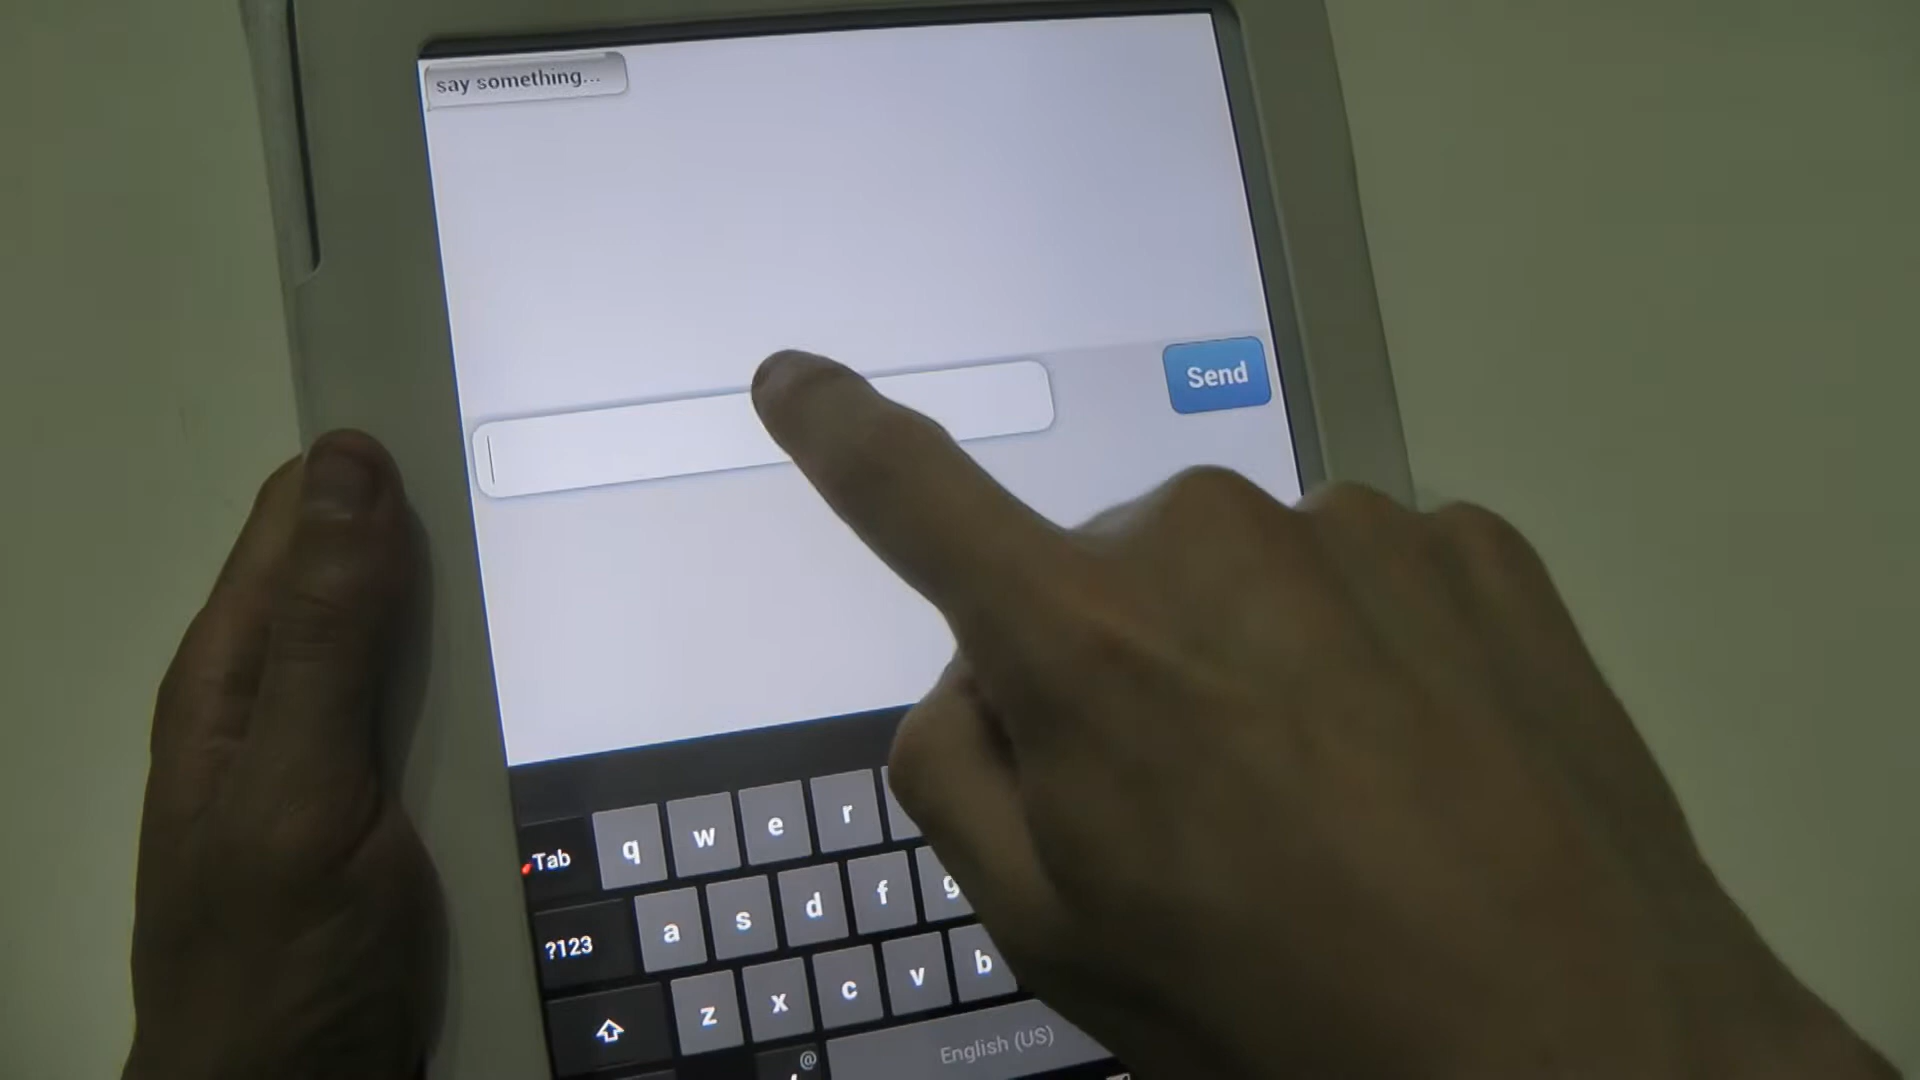 say something...
Send
Tab q w e r
?123 a s d f g
z x c v b
@
English (US)